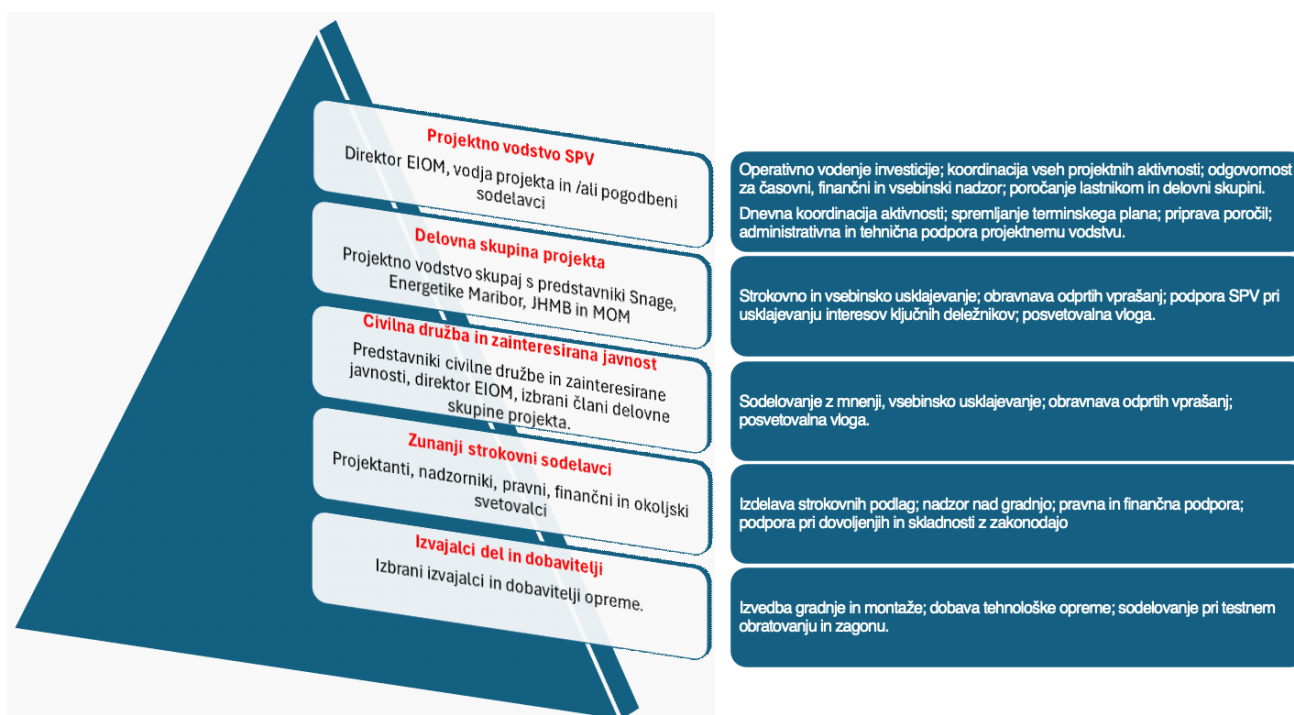 Projektno vodstvo SPV
Direktor EIOM, vodja projekta in /ali pogodbeni
sodelavci
Operativno vodenje investicije; koordinacija vseh projektnih aktivnosti; odgovornost
za časovni, finančni in vsebinski nadzor; poročanje lastnikom in delovni skupini.
Dnevna koordinacija aktivnosti; spremljanje terminskega plana; priprava poročil;
administrativna in tehnična podpora projektnemu vodstvu.
Delovna skupina projekta
Projektno vodstvo skupaj s predstavniki Snage,
Energetike Maribor, JHMB in MOM
Strokovno in vsebinsko usklajevanje; obravnava odprtih vprašanj; podpora SPV pri
usklajevanju interesov ključnih deležnikov; posvetovalna vloga.
Civilna družba in zainteresirana javnost
Predstavniki civilne družbe in zainteresirane
javnosti, direktor EIOM, izbrani člani delovne
skupine projekta.
Sodelovanje z mnenji, vsebinsko usklajevanje; obravnava odprtih vprašanj;
posvetovalna vloga.
Zunanji strokovni sodelavci
Projektanti, nadzorniki, pravni, finančni in okoljski
svetovalci
Izdelava strokovnih podlag; nadzor nad gradnjo; pravna in finančna podpora;
podpora pri dovoljenjih in skladnosti z zakonodajo
Izvajalci del in dobavitelji
Izbrani izvajalci in dobavitelji opreme.
Izvedba gradnje in montaže; dobava tehnološke opreme; sodelovanje pri testnem
obratovanju in zagonu.